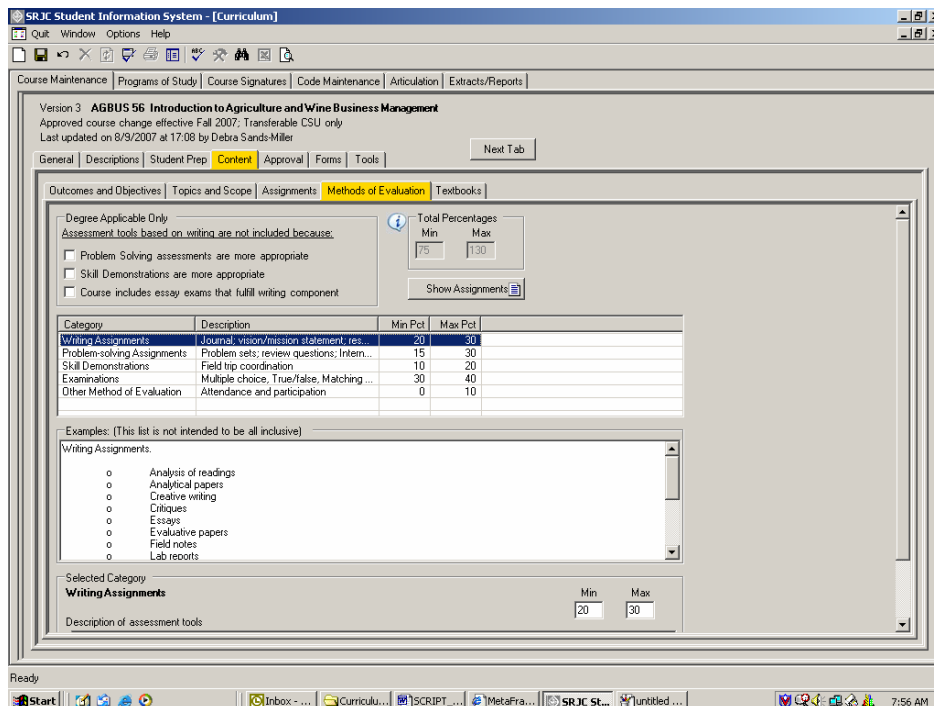 SRJC Student Information System - [Curriculum]
Quit Window Options Help
Course Maintenance Programs of Study Course Signatures Code Maintenance Articulation Extracts/Reports
Version 3 AGBUS 56 Introduction to Agriculture and Wine Business Management
Approved course change effective Fall 2007; Transferable CSU only
Last updated on 8/9/2007 at 17:08 by Debra Sands-Miller
Next Tab
General Descriptions Student Prep Content Approval Forms Tools
Outcomes and Objectives Topics and Scope Assignments Methods of Evaluation Textbooks
Degree Applicable Only
Assessment tools based on writing are not included because:
Problem Solving assessments are more appropriate
Skill Demonstrations are more appropriate
Course includes essay exams that fulfill writing component
Total Percentages
Min Max
75 130
Show Assignments
Category Description Min Pct Max Pct
Writing Assignments Journal; vision/mission statement; res... 20 30
Problem-solving Assignments Problem sets; review questions; Intern... 15 30
Skill Demonstrations Field trip coordination 10 20
Examinations Multiple choice, True/false, Matching ... 30 40
Other Method of Evaluation Attendance and participation 0 10
Examples: (This list is not intended to be all inclusive)
Writing Assignments.
o Analysis of readings
o Analytical papers
o Creative writing
o Critiques
o Essays
o Evaluative papers
o Field notes
o Lab reports
Selected Category
Writing Assignments Min Max
20 30
Description of assessment tools
Ready
Start Inbox - ... Curriculu... SCRIPT_... MetaFra... SRJC St... untitled ... 7:56 AM